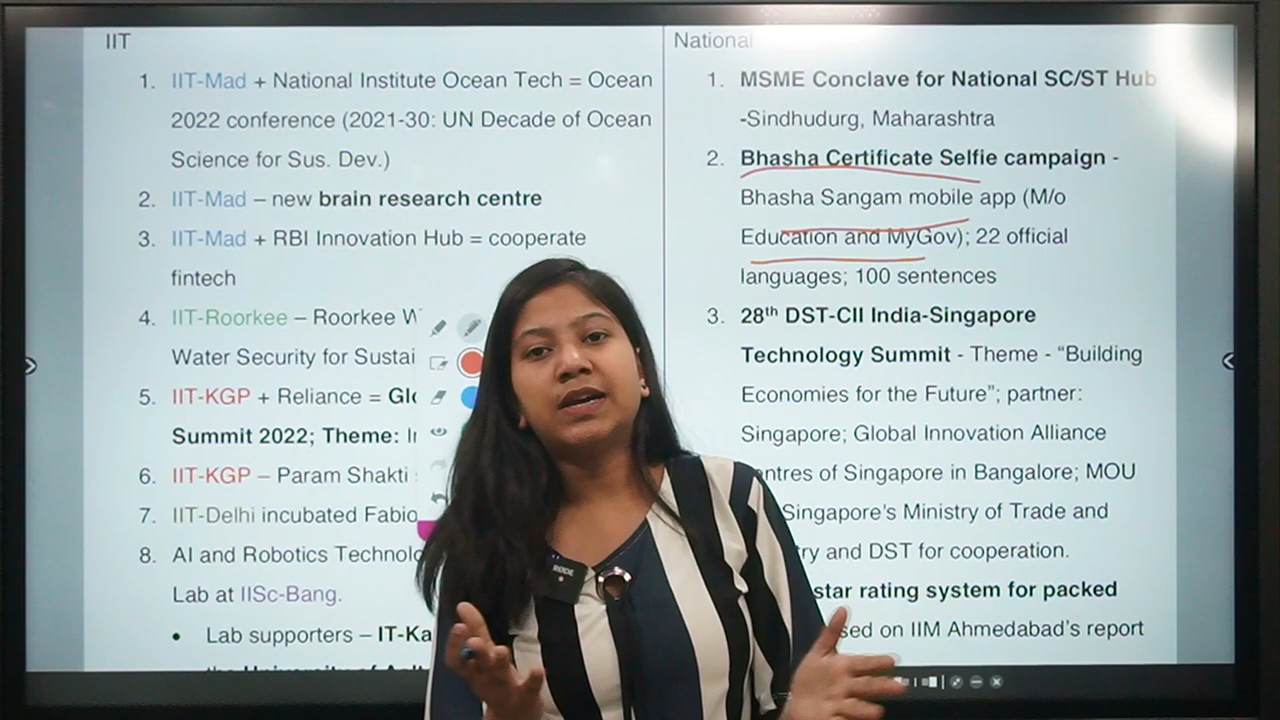 IIT
1. IIT-Mad + National Institute Ocean Tech = Ocean
2022 conference (2021-30: UN Decade of Ocean
Science for Sus. Dev.)
2. IIT-Mad – new brain research centre
3. IIT-Mad + RBI Innovation Hub = cooperate
fintech
4. IIT-Roorkee – Roorkee
Water Security for
5. IIT-KGP + Reliance =
Summit 2022; Theme:
6. IIT-KGP – Param Shakti
7. IIT-Delhi incubated
8. AI and Robotics
Lab at IISc-Bang.
• Lab supporters –
National
1. MSME Conclave for National SC/ST Hub
-Sindhudurg, Maharashtra
2. Bhasha Certificate Selfie campaign -
Bhasha Sangam mobile app (M/o
Education and MyGov); 22 official
languages; 100 sentences
3. 28th DST-CII India-Singapore
Technology Summit - Theme - “Building
Economies for the Future”; partner:
Singapore; Global Innovation Alliance
of Singapore in Bangalore; MOU
Singapore's Ministry of Trade and
and DST for cooperation.
star rating system for packed
on IIM Ahmedabad's report
RODE